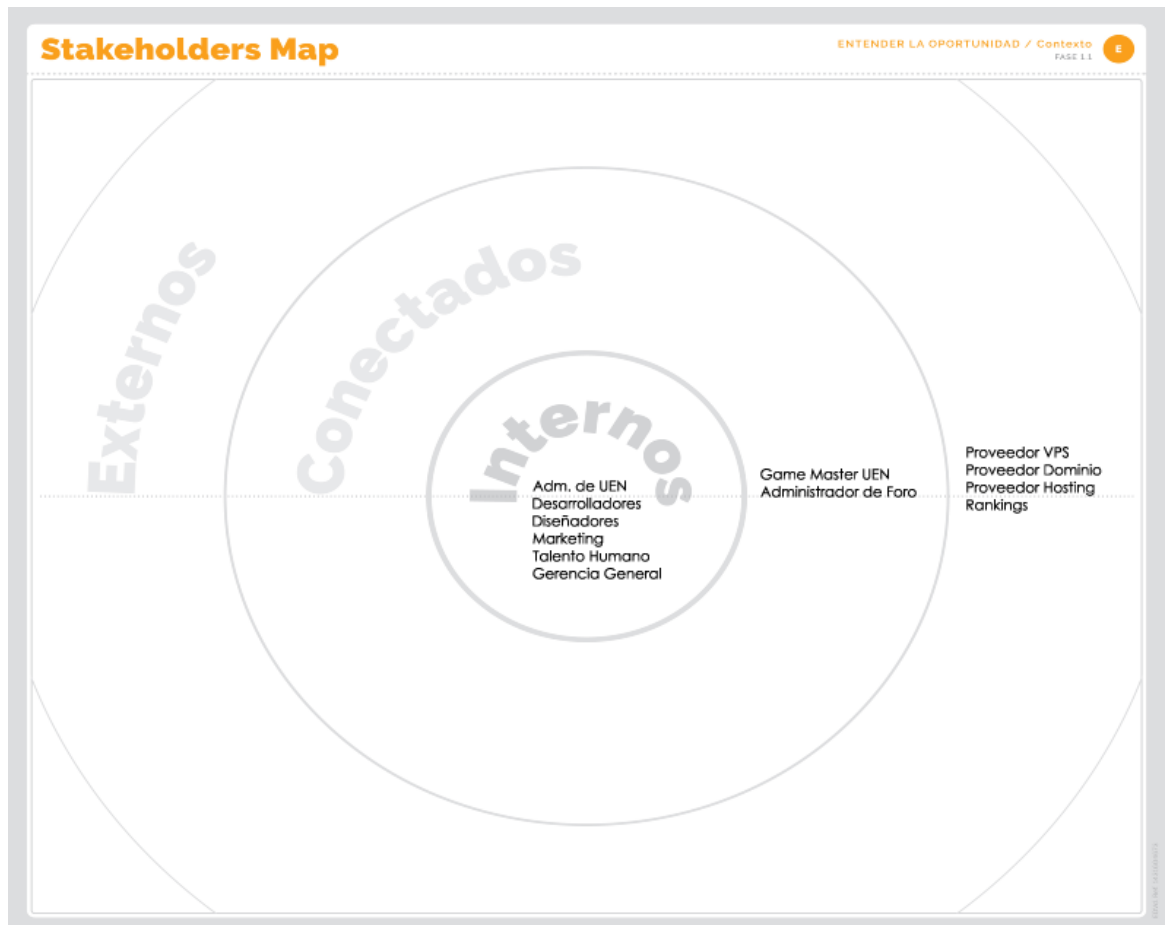 Stakeholders Map
ENTENDER LA OPORTUNIDAD / Contexto
FASE 1.1
E
Externos
Conectados
Internos
Adm. de UEN
Desarrolladores
Diseñadores
Marketing
Talento Humano
Gerencia General
Game Master UEN
Administrador de Foro
Proveedor VPS
Proveedor Dominio
Proveedor Hosting
Rankings